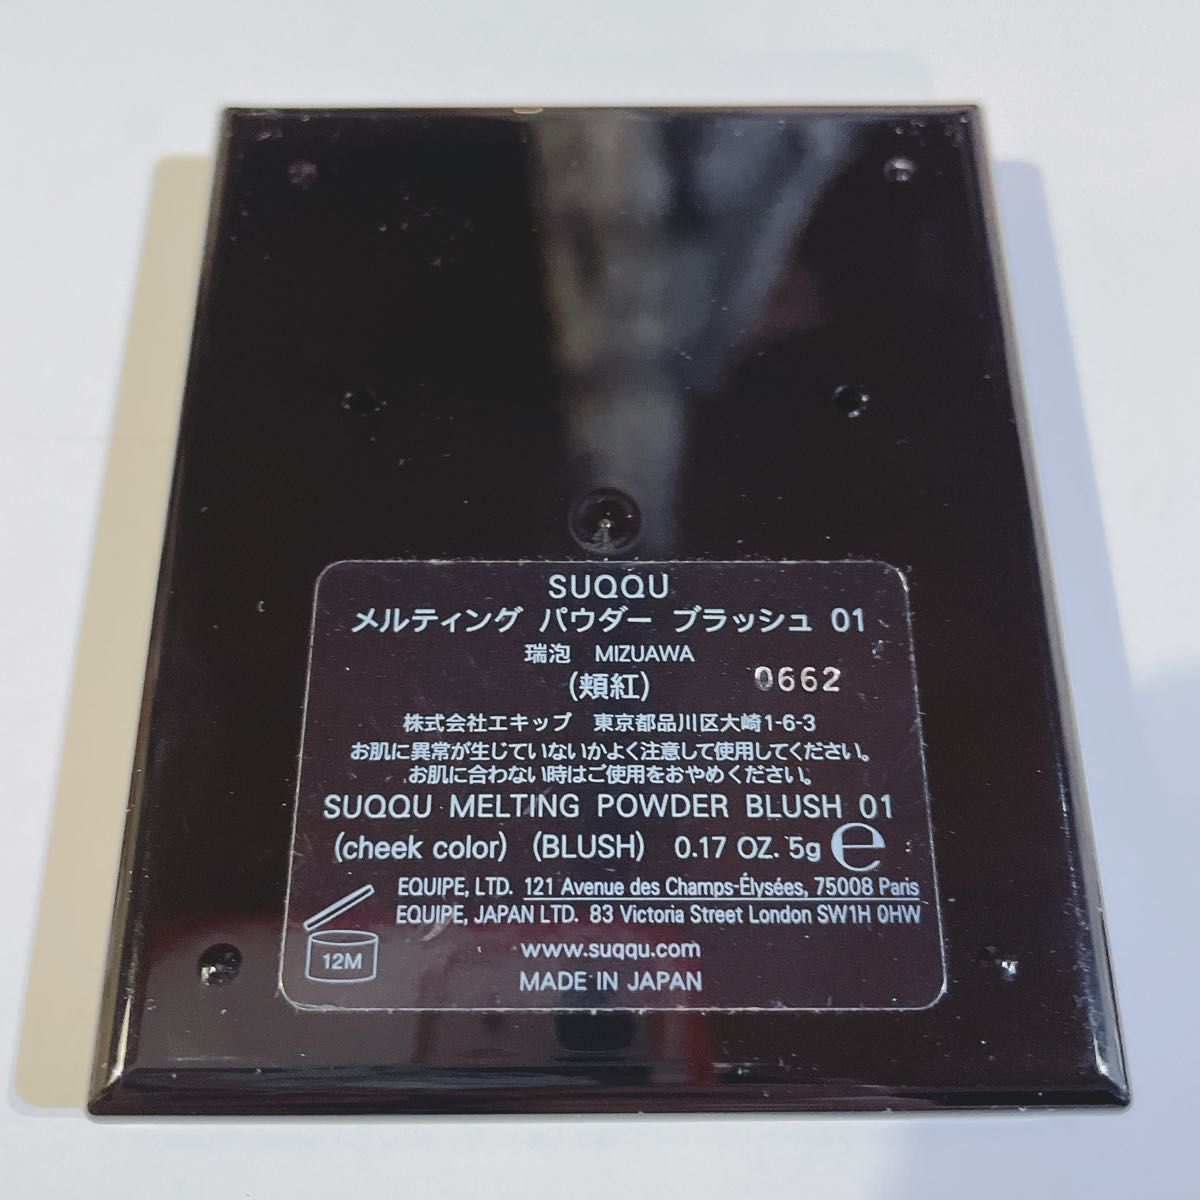 SUQQU
メルティング パウダー ブラッシュ 01
瑞泡 MIZUAWA
(頬紅) 0662
株式会社エキップ 東京都品川区大崎1-6-3
お肌に異常が生じていないかよく注意して使用してください。
お肌に合わない時はご使用をおやめください。
SUQQU MELTING POWDER BLUSH 01
(cheek color) (BLUSH) 0.17 OZ. 5g ℮
EQUIPE, LTD. 121 Avenue des Champs-Élysées, 75008 Paris
EQUIPE, JAPAN LTD. 83 Victoria Street London SW1H 0HW
12M
www.suqqu.com
MADE IN JAPAN